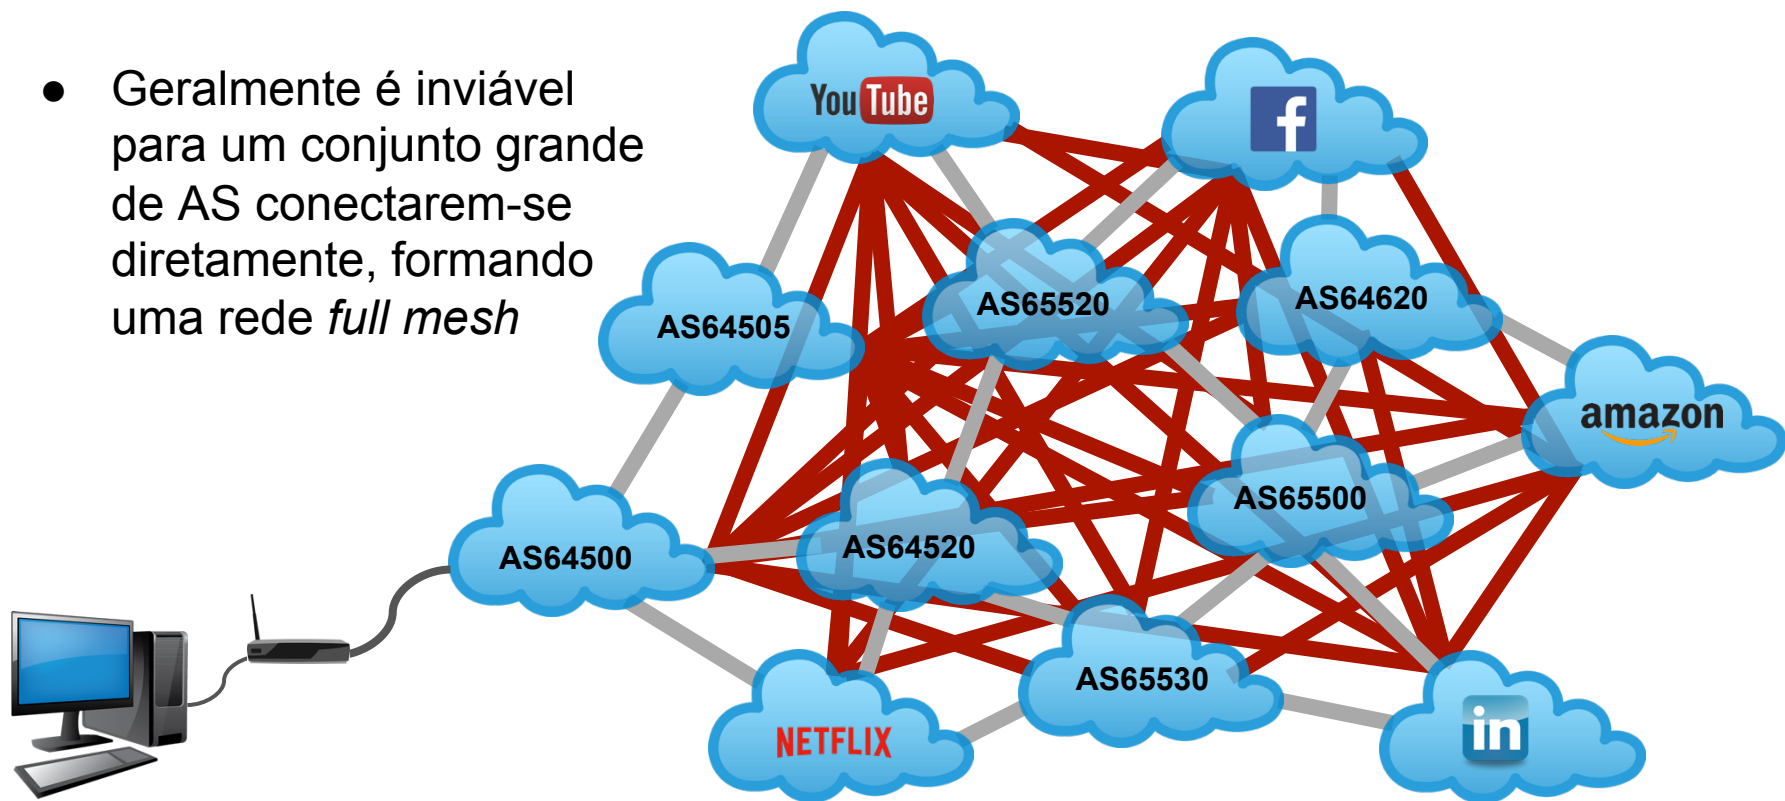 ● Geralmente é inviável
para um conjunto grande
de AS conectarem-se
diretamente, formando
uma rede full mesh
YouTube
f
AS65520
AS64620
AS64505
amazon
AS65500
AS64520
AS64500
AS65530
NETFLIX
in